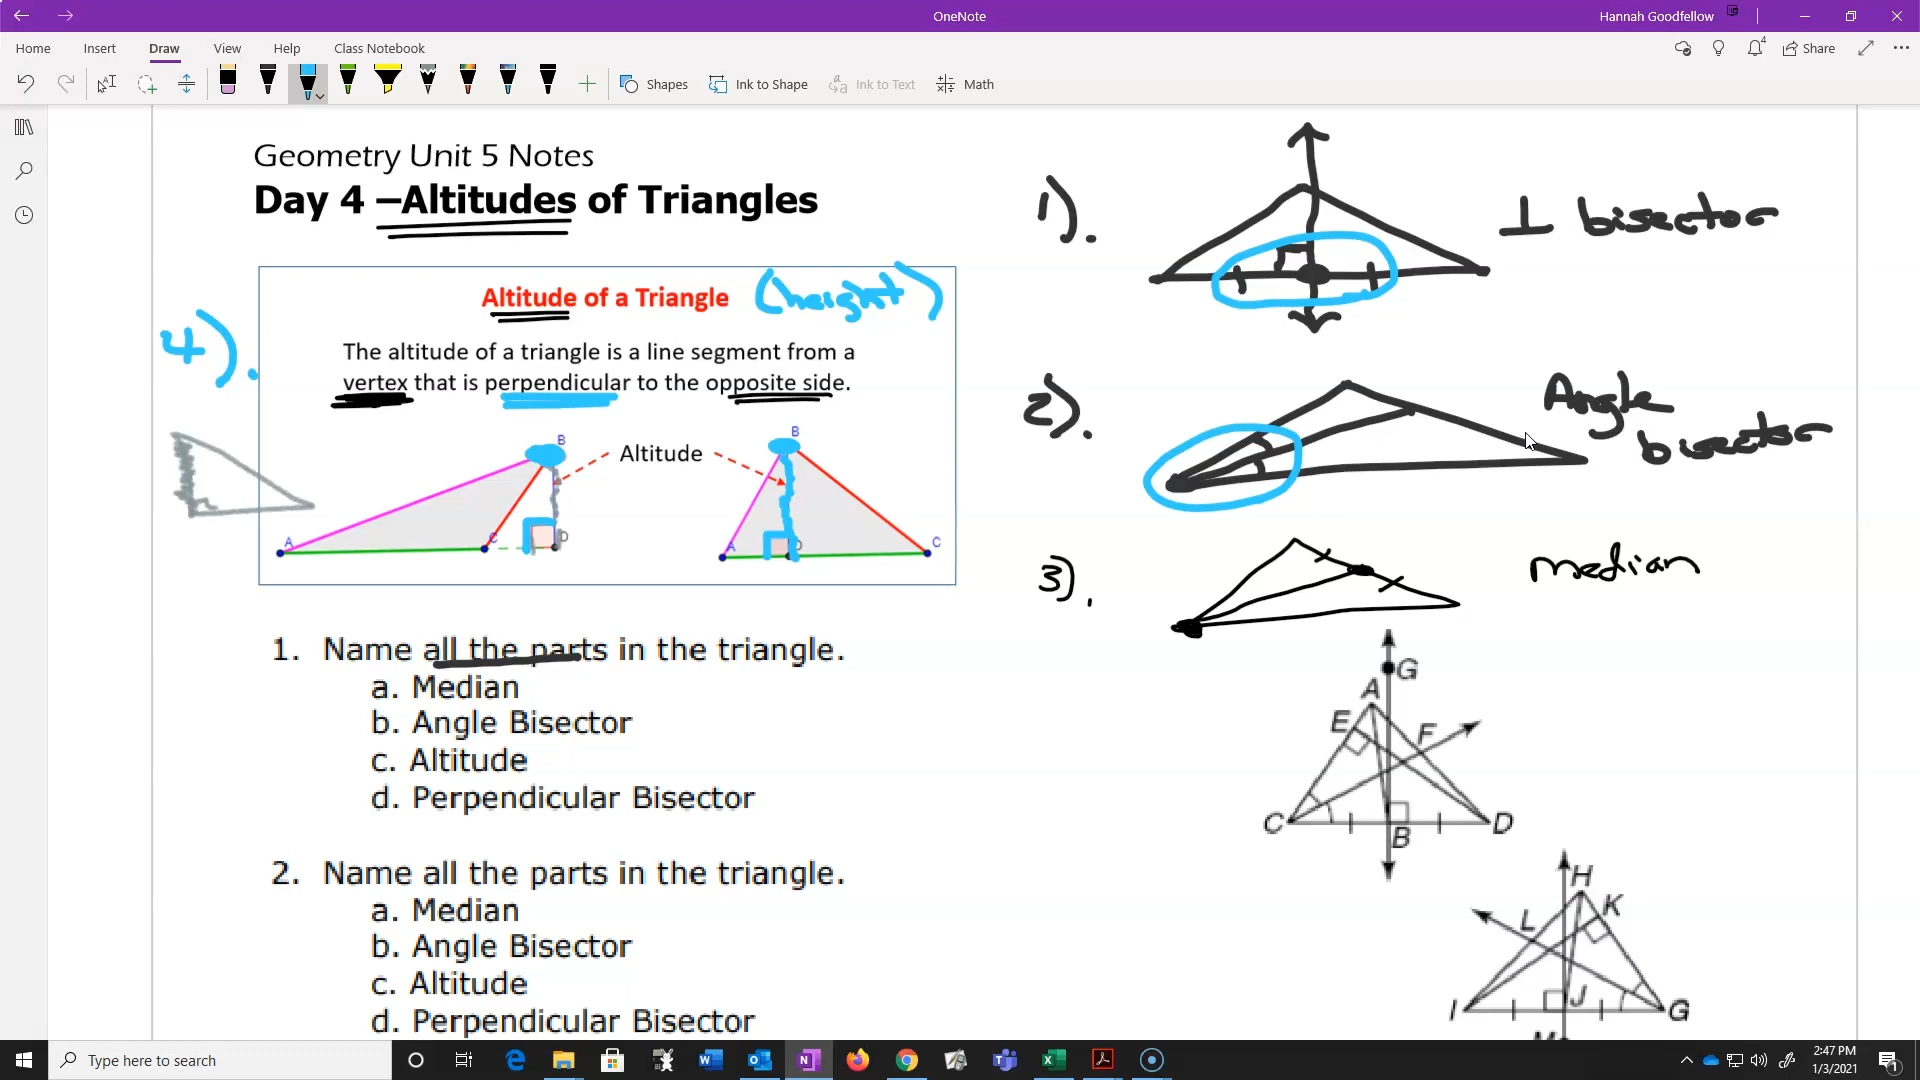 OneNote
Hannah Goodfellow
Home Insert Draw View Help Class Notebook
Share
Shapes Ink to Shape Ink to Text Math
Geometry Unit 5 Notes
Day 4 –Altitudes of Triangles
Altitude of a Triangle (height)
4).
The altitude of a triangle is a line segment from a
vertex that is perpendicular to the opposite side.
B
Altitude
B
A
C
D
A
D
C
1. Name all the parts in the triangle.
a. Median
b. Angle Bisector
c. Altitude
d. Perpendicular Bisector
2. Name all the parts in the triangle.
a. Median
b. Angle Bisector
c. Altitude
d. Perpendicular Bisector
1).
⊥ bisector
2).
Angle
bisector
3).
median
G
A
E
F
C
B
D
H
K
L
I
J
G
Type here to search
2:47 PM
1/3/2021